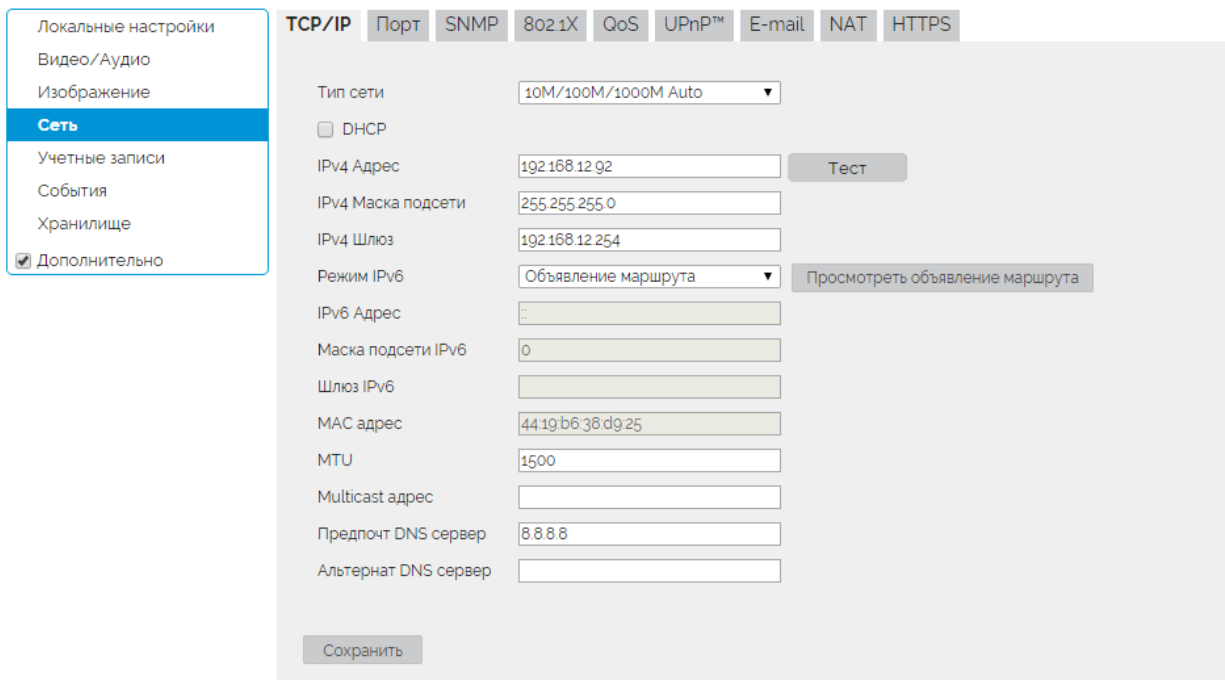 Локальные настройки
Видео/Аудио
Изображение
Сеть
Учетные записи
События
Хранилище
Дополнительно
TCP/IP Порт SNMP 802.1X QoS UPnP™ E-mail NAT HTTPS
Тип сети 10M/100M/1000M Auto
DHCP
IPv4 Адрес 192.168.12.92 Тест
IPv4 Маска подсети 255.255.255.0
IPv4 Шлюз 192.168.12.254
Режим IPv6 Объявление маршрута Просмотреть объявление маршрута
IPv6 Адрес ::
Маска подсети IPv6 0
Шлюз IPv6
MAC адрес 44:19:b6:38:d9:25
MTU 1500
Multicast адрес
Предпочт DNS сервер 8.8.8.8
Альтернат DNS сервер
Сохранить